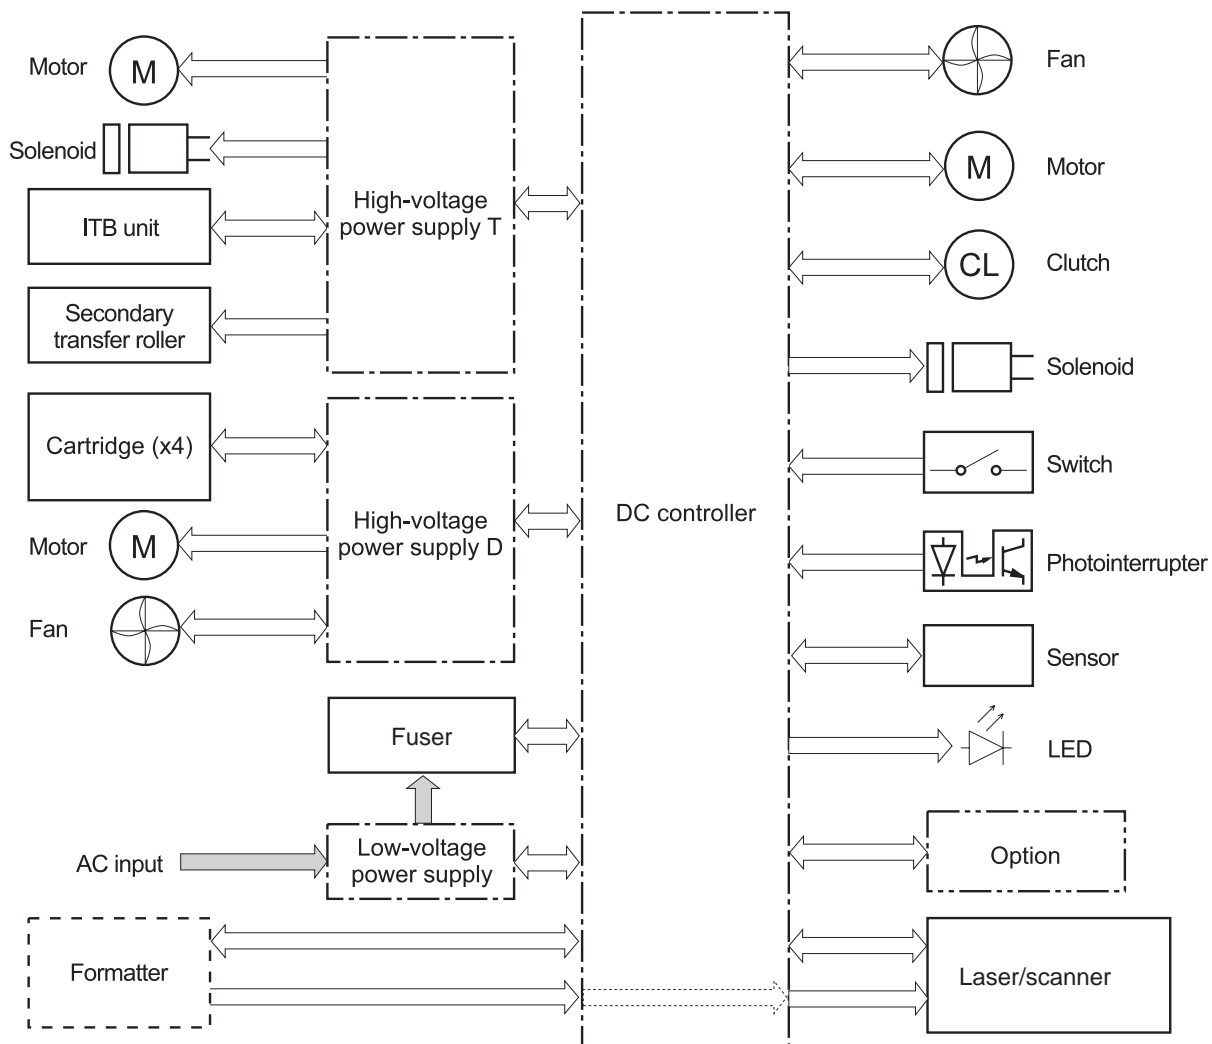 Motor
M
Solenoid
ITB unit
Secondary
transfer roller
High-voltage
power supply T
Cartridge (x4)
Motor
M
Fan
High-voltage
power supply D
Fuser
AC input
Low-voltage
power supply
Formatter
DC controller
Fan
M
Motor
CL
Clutch
Solenoid
Switch
Photointerrupter
Sensor
LED
Option
Laser/scanner